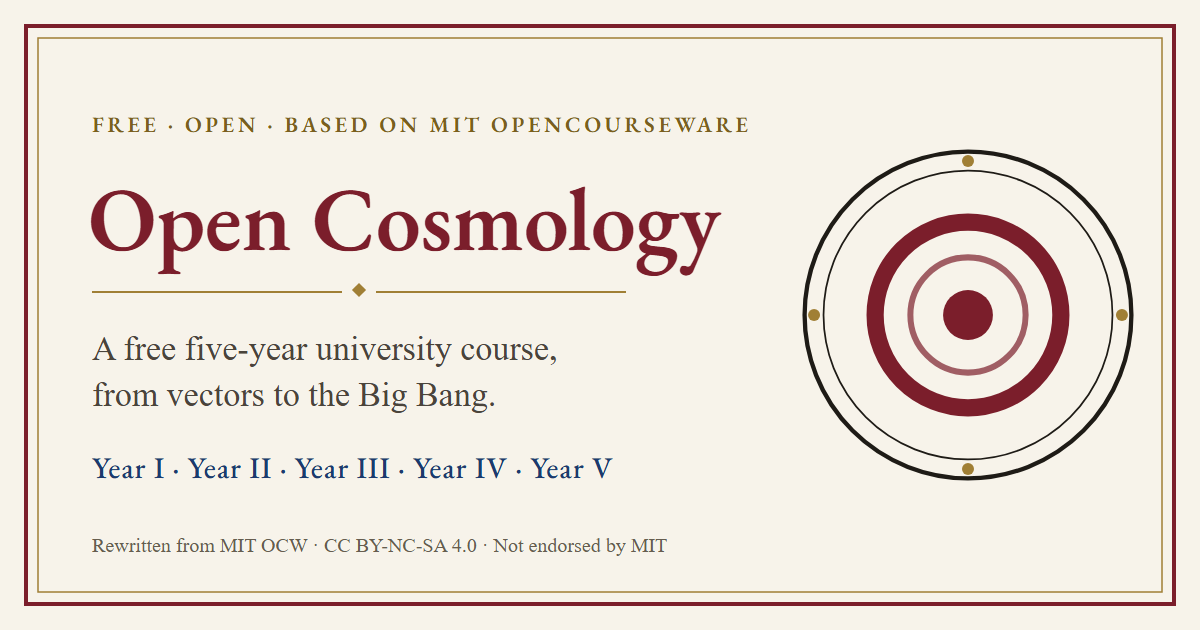 FREE · OPEN · BASED ON MIT OPENCOURSEWARE
Open Cosmology
A free five-year university course,
from vectors to the Big Bang.
Year I · Year II · Year III · Year IV · Year V
Rewritten from MIT OCW · CC BY-NC-SA 4.0 · Not endorsed by MIT